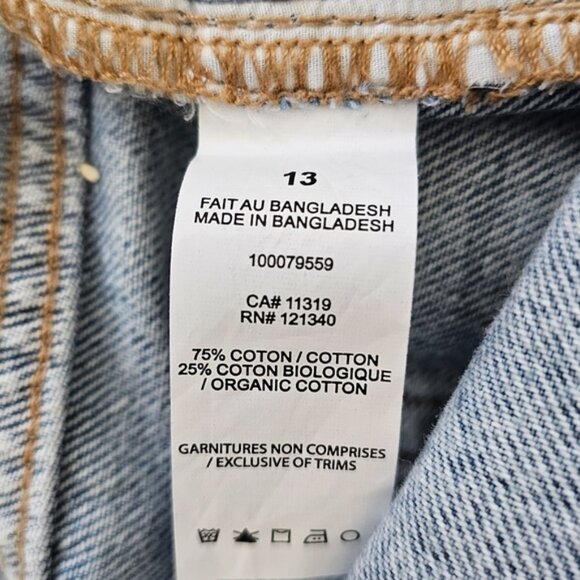 13
FAIT AU BANGLADESH
MADE IN BANGLADESH
100079559
CA# 11319
RN# 121340
75% COTON / COTTON
25% COTON BIOLOGIQUE
/ ORGANIC COTTON
GARNITURES NON COMPRISES
/ EXCLUSIVE OF TRIMS